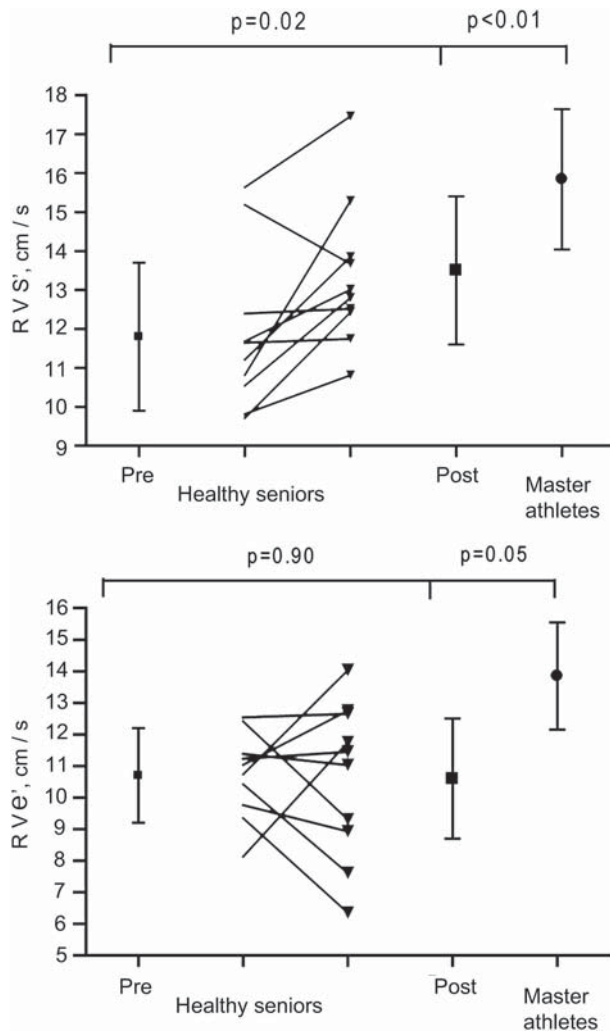 p=0.02 p<0.01
18
17
16
15
14
13
12
11
10
9
RV S', cm / s
Pre Healthy seniors Post Master
athletes
p=0.90 p=0.05
16
15
14
13
12
11
10
9
8
7
6
5
RV e', cm / s
Pre Healthy seniors Post Master
athletes